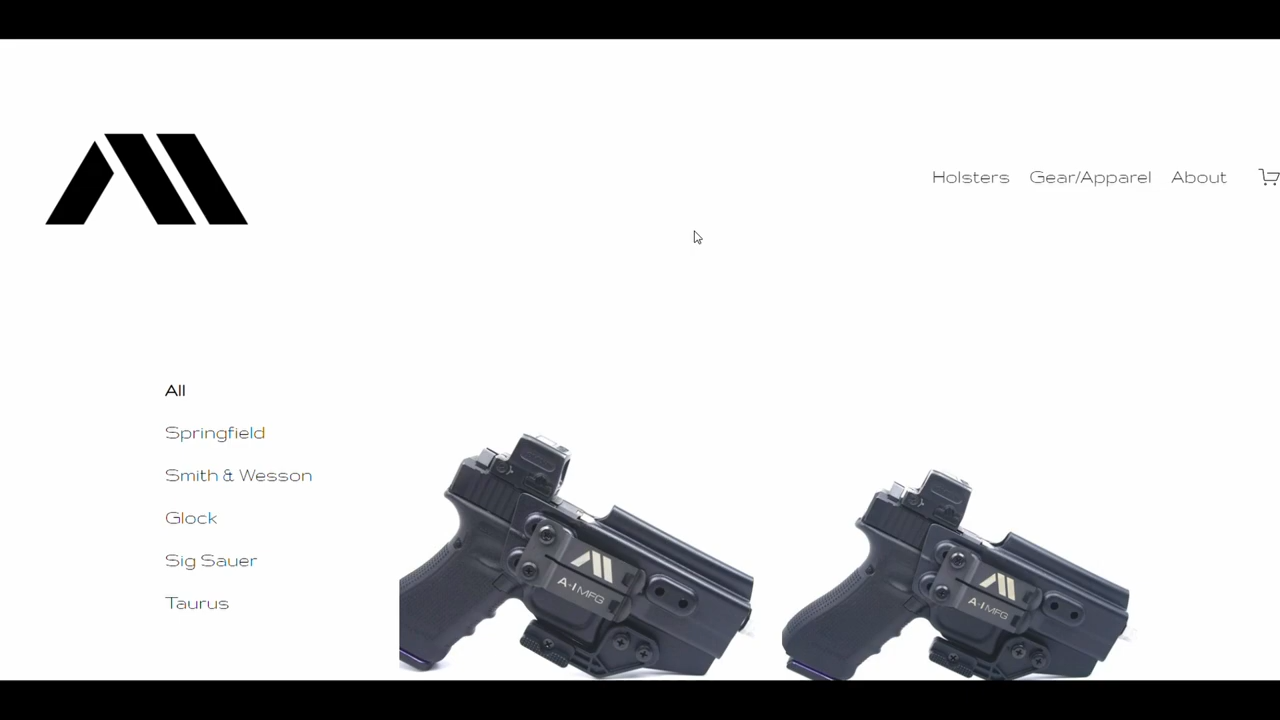 Holsters Gear/Apparel About
All
Springfield
Smith & Wesson
Glock
Sig Sauer
Taurus
A-I MFG
A-I MFG